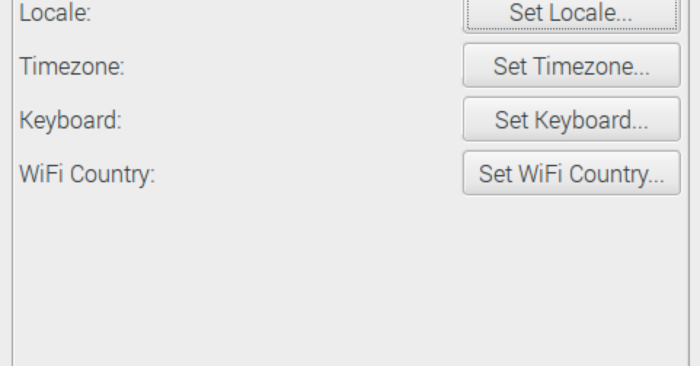 Locale: Set Locale...
Timezone: Set Timezone...
Keyboard: Set Keyboard...
WiFi Country: Set WiFi Country...